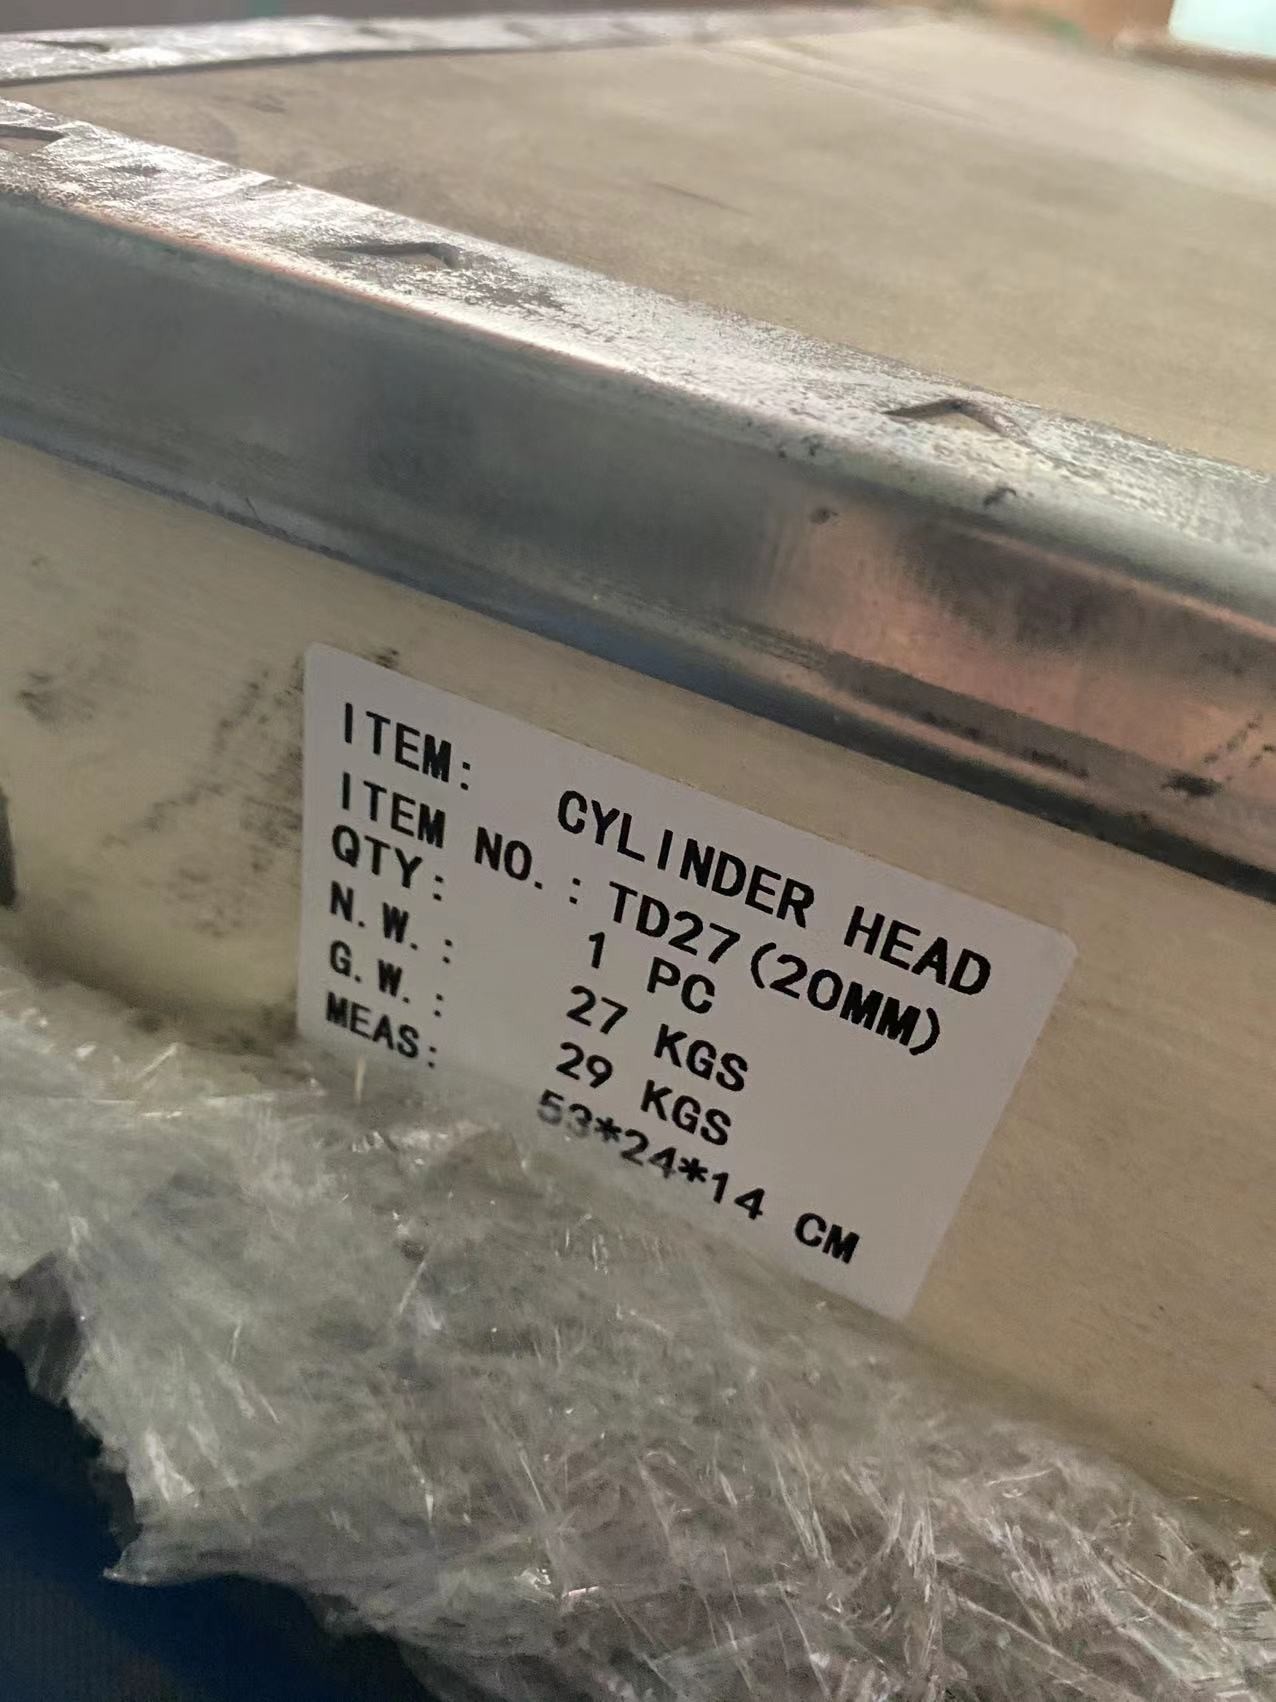 ITEM: CYLINDER HEAD
ITEM NO.: TD27(20MM)
QTY: 1 PC
N.W.: 27 KGS
G.W.: 29 KGS
MEAS: 53*24*14 CM